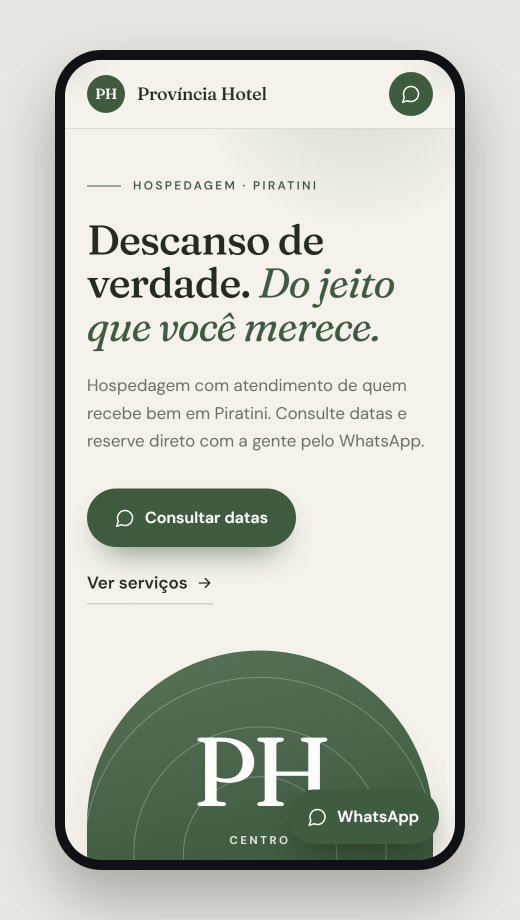 PH Província Hotel
HOSPEDAGEM · PIRATINI
Descanso de
verdade. Do jeito
que você merece.
Hospedagem com atendimento de quem
recebe bem em Piratini. Consulte datas e
reserve direto com a gente pelo WhatsApp.
Consultar datas
Ver serviços →
PH
WhatsApp
CENTRO